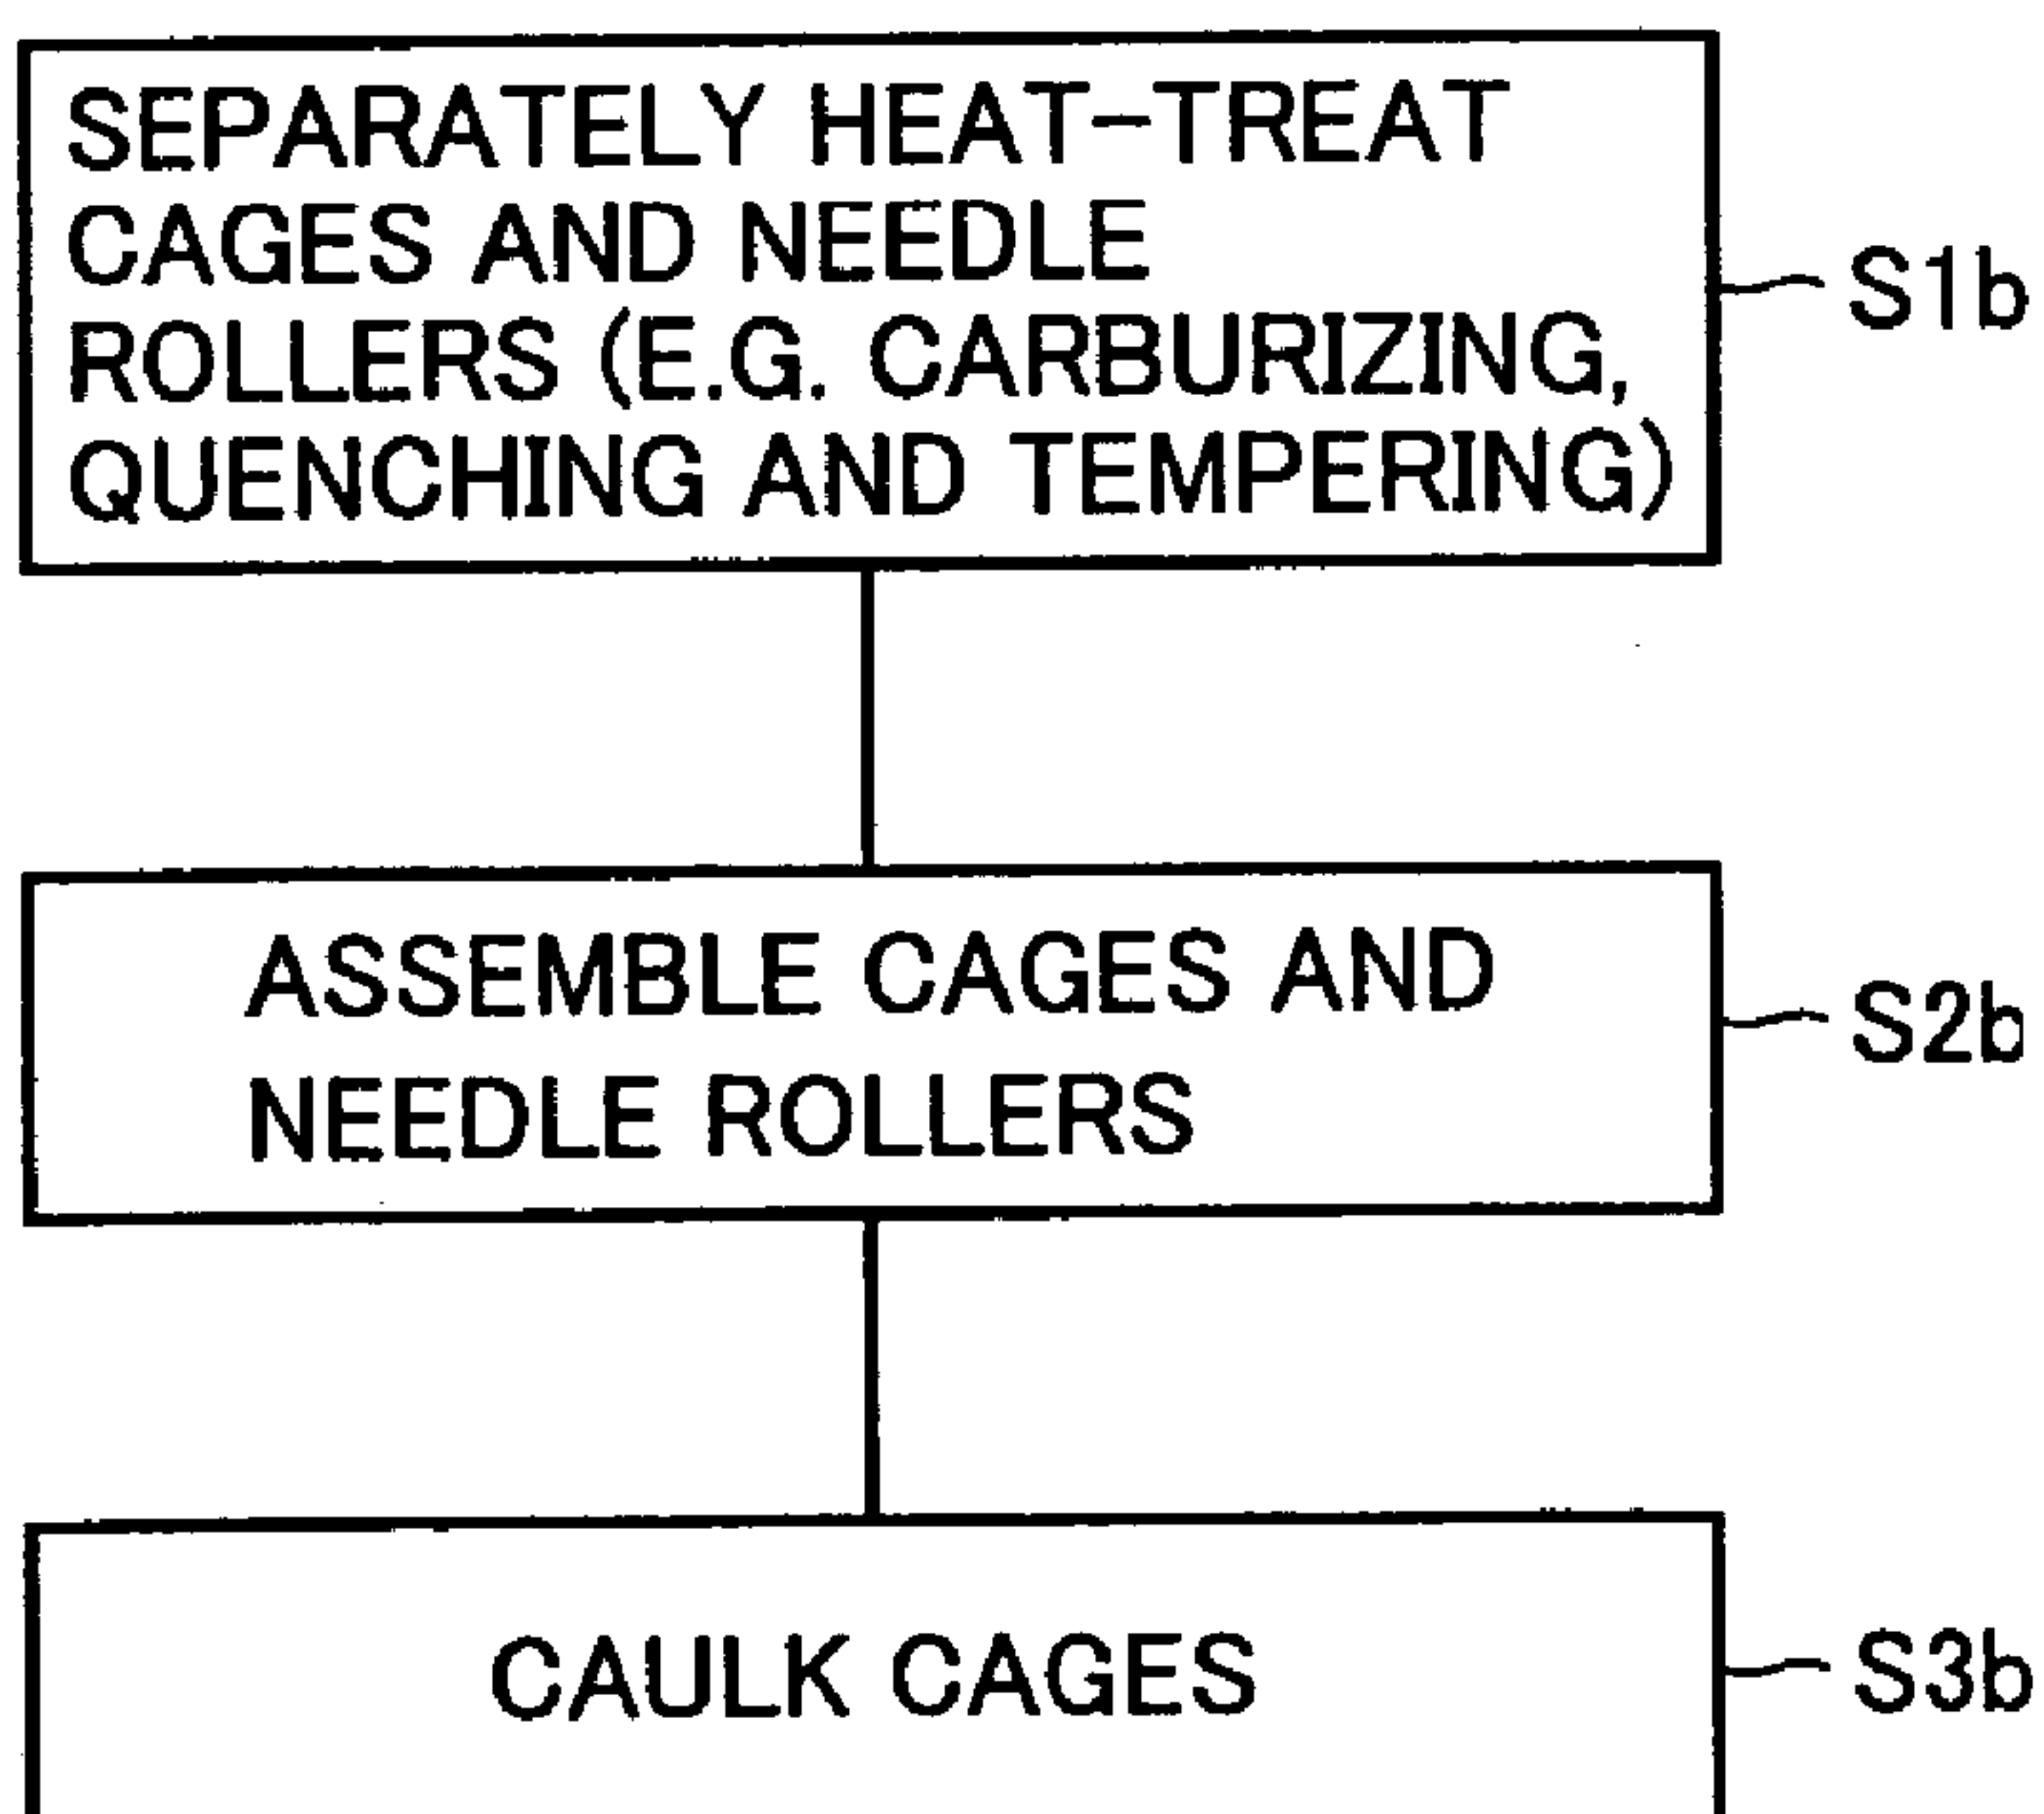 SEPARATELY HEAT-TREAT
CAGES AND NEEDLE
ROLLERS (E.G. CARBURIZING,
QUENCHING AND TEMPERING)
S1b
ASSEMBLE CAGES AND
NEEDLE ROLLERS
S2b
CAULK CAGES
S3b